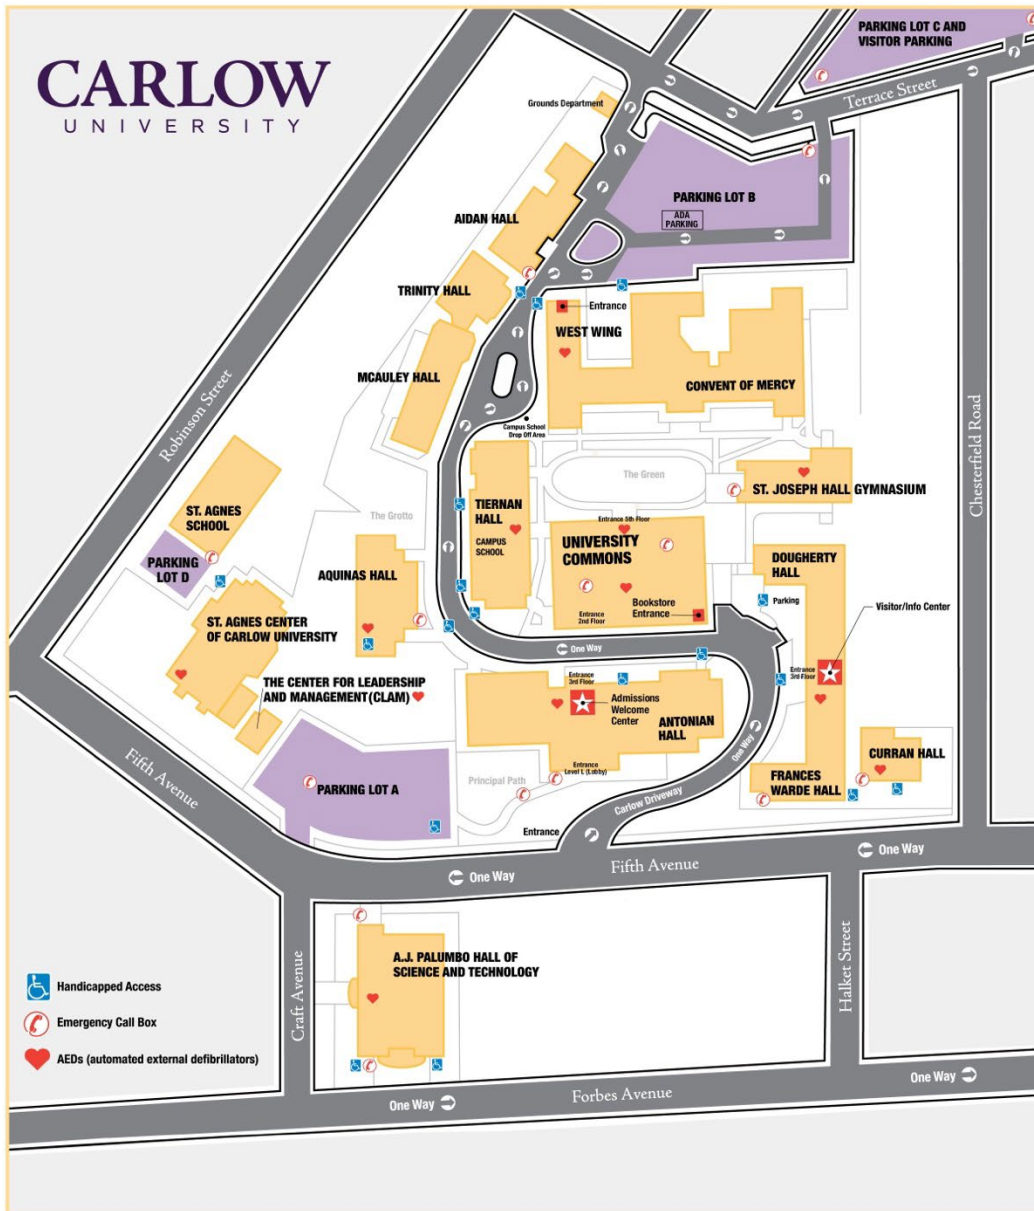 CARLOW
UNIVERSITY
PARKING LOT C AND
VISITOR PARKING
Terrace Street
Grounds Department
PARKING LOT B
ADA
PARKING
AIDAN HALL
TRINITY HALL
MCAULEY HALL
Entrance
WEST WING
CONVENT OF MERCY
Campus School
Drop Off Area
Robinson Street
Chesterfield Road
The Green
ST. JOSEPH HALL GYMNASIUM
ST. AGNES
SCHOOL
The Grotto
TIERNAN
HALL
CAMPUS
SCHOOL
Entrance 5th Floor
UNIVERSITY
COMMONS
DOUGHERTY
HALL
PARKING
LOT D
AQUINAS HALL
Bookstore
Entrance
Entrance
2nd Floor
Parking
Visitor/Info Center
ST. AGNES CENTER
OF CARLOW UNIVERSITY
One Way
THE CENTER FOR LEADERSHIP
AND MANAGEMENT(CLAM)
Entrance
3rd Floor
Admissions
Welcome
Center
ANTONIAN
HALL
Entrance
3rd Floor
One Way
CURRAN HALL
Fifth Avenue
PARKING LOT A
Principal Path
Entrance
Level L (Lobby)
FRANCES
WARDE HALL
Carlow Driveway
Entrance
One Way
Fifth Avenue
One Way
A.J. PALUMBO HALL OF
SCIENCE AND TECHNOLOGY
Halket Street
Craft Avenue
Handicapped Access
Emergency Call Box
AEDs (automated external defibrillators)
One Way
Forbes Avenue
One Way